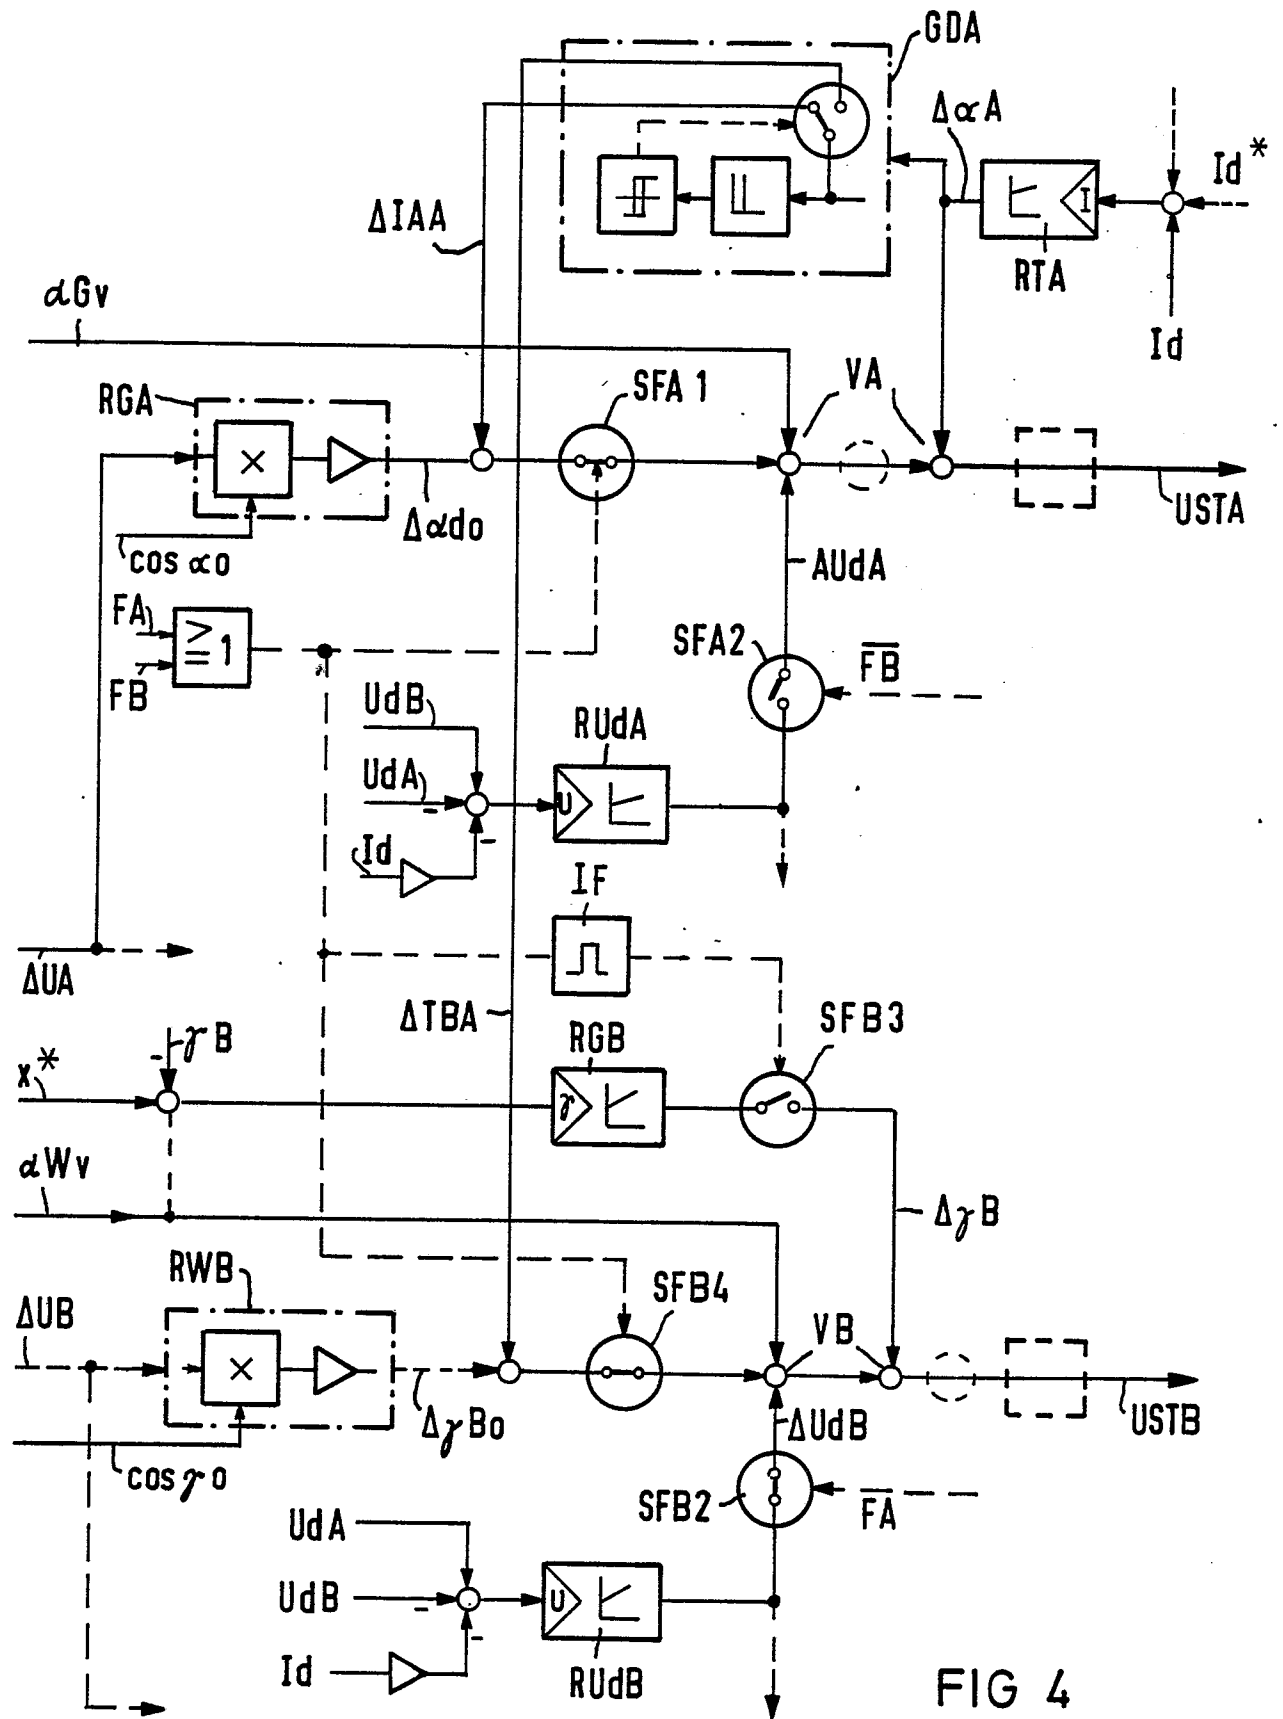 GDA
ΔαA
Id*
ΔIAA
I
RTA
αGv
Id
RGA
SFA 1
VA
×
Δαdo
USTA
cos αo
AUdA
FA
≥1
FB
SFA2
FB
UdB
RUdA
UdA
U
-
Id
-
IF
ΔUA
ΔTBA
SFB3
γB
-
RGB
x*
γ
αWv
ΔγB
RWB
SFB4
ΔUB
VB
×
ΔγBo
ΔUdB
USTB
cos γo
SFB2
FA
UdA
UdB
-
U
-
Id
RUdB
FIG 4